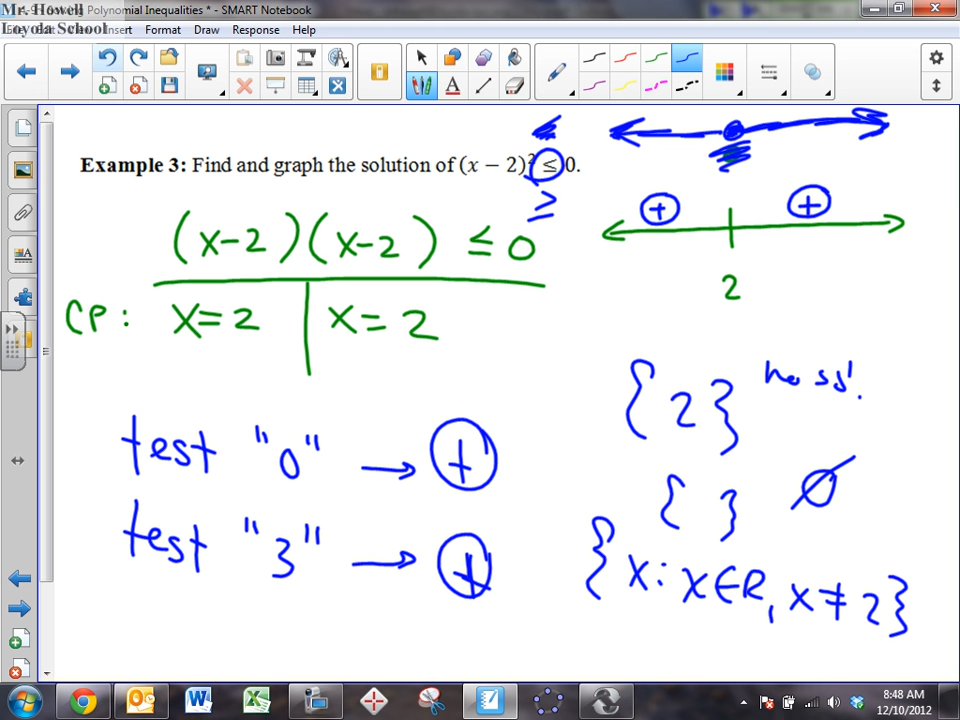 Mr. Howell
Loyola School
Polynomial Inequalities * - SMART Notebook
Insert Format Draw Response Help
<
Example 3: Find and graph the solution of (x − 2)² ≤ 0.
≥
+ +
2
(x-2)(x-2) ≤ 0
CP: x=2 | x=2
{2}
test "0" → +
{ } Ø
test "3" → +
{x: x∈R, x≠2}
8:48 AM
12/10/2012